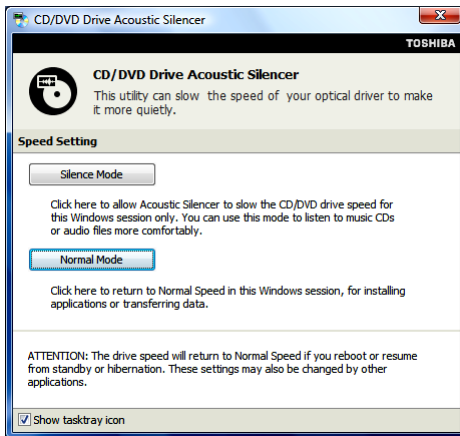 CD/DVD Drive Acoustic Silencer
TOSHIBA
CD/DVD Drive Acoustic Silencer
This utility can slow the speed of your optical driver to make
it more quietly.
Speed Setting
Silence Mode
Click here to allow Acoustic Silencer to slow the CD/DVD drive speed for
this Windows session only. You can use this mode to listen to music CDs
or audio files more comfortably.
Normal Mode
Click here to return to Normal Speed in this Windows session, for installing
applications or transferring data.
ATTENTION: The drive speed will return to Normal Speed if you reboot or resume
from standby or hibernation. These settings may also be changed by other
applications.
Show tasktray icon